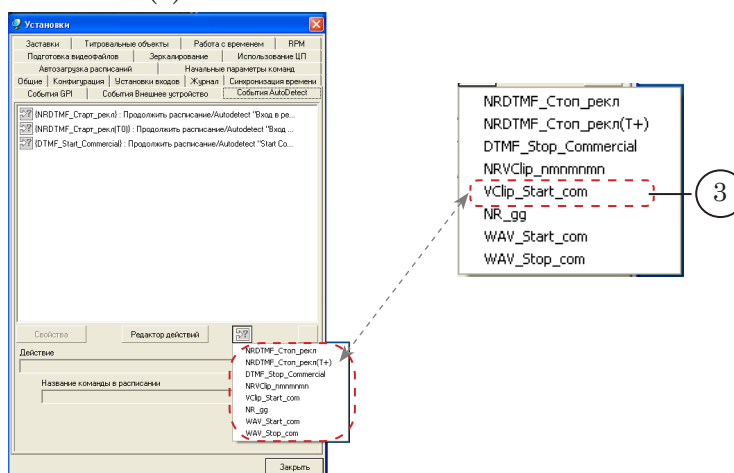 Установки
Заставки Титровальные объекты Работа с временем RPM
Подготовка видеофайлов Зеркалирование Использование ЦП
Автозагрузка расписаний Начальные параметры команд
Общие Конфигурация Установки входов Журнал Синхронизация времени
События GPI События Внешнее устройство События AutoDetect
{NRDTMF_Старт_рекл} : Продолжить расписание/Autodetect "Вход в ре...
{NRDTMF_Старт_рекл(T0)} : Продолжить расписание/Autodetect "Вход ...
{DTMF_Start_Commercial} : Продолжить расписание/Autodetect "Start Co...
Свойства Редактор действий
Действие
Название команды в расписании
NRDTMF_Стоп_рекл
NRDTMF_Стоп_рекл(T+)
DTMF_Stop_Commercial
NRVClip_nmnmnmn
VClip_Start_com
NR_gg
WAV_Start_com
WAV_Stop_com
Закрыть
NRDTMF_Стоп_рекл
NRDTMF_Стоп_рекл(T+)
DTMF_Stop_Commercial
NRVClip_nmnmnmn
VClip_Start_com
NR_gg
WAV_Start_com
WAV_Stop_com
3